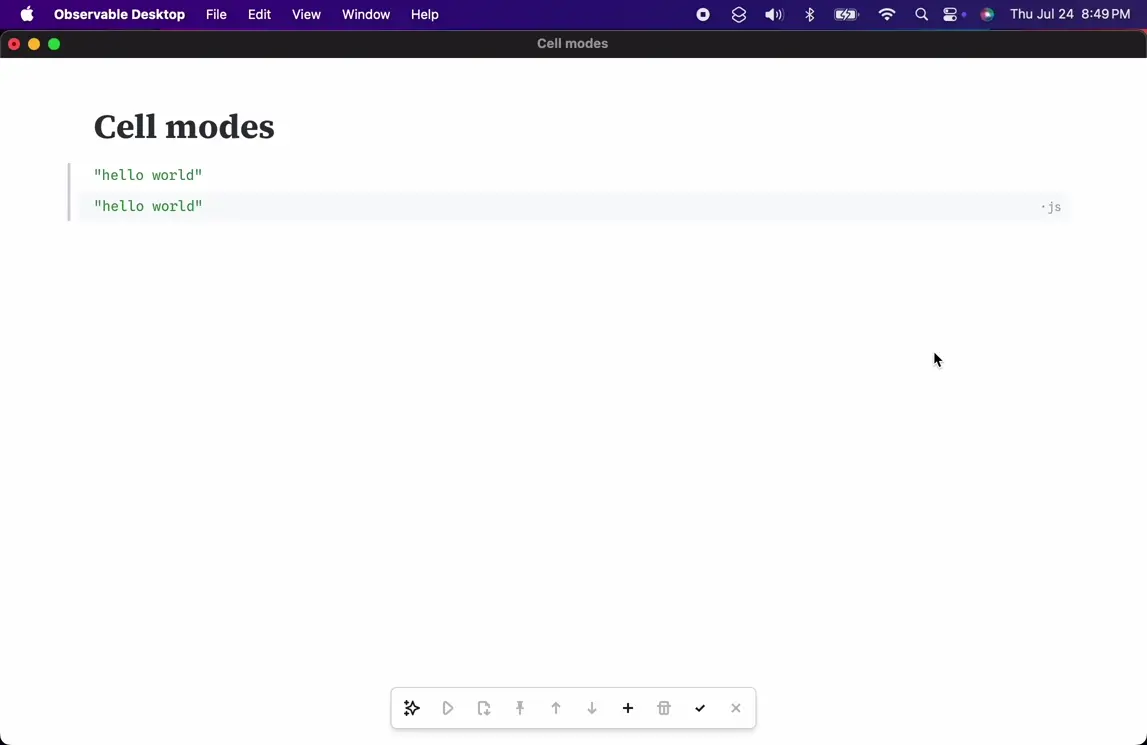 Observable Desktop File Edit View Window Help Thu Jul 24 8:49 PM
Cell modes
Cell modes
"hello world"
"hello world" ·js